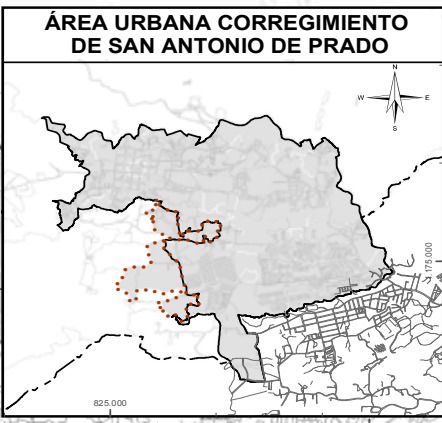 ÁREA URBANA CORREGIMIENTO
DE SAN ANTONIO DE PRADO
N
W E
S
175.000
825.000